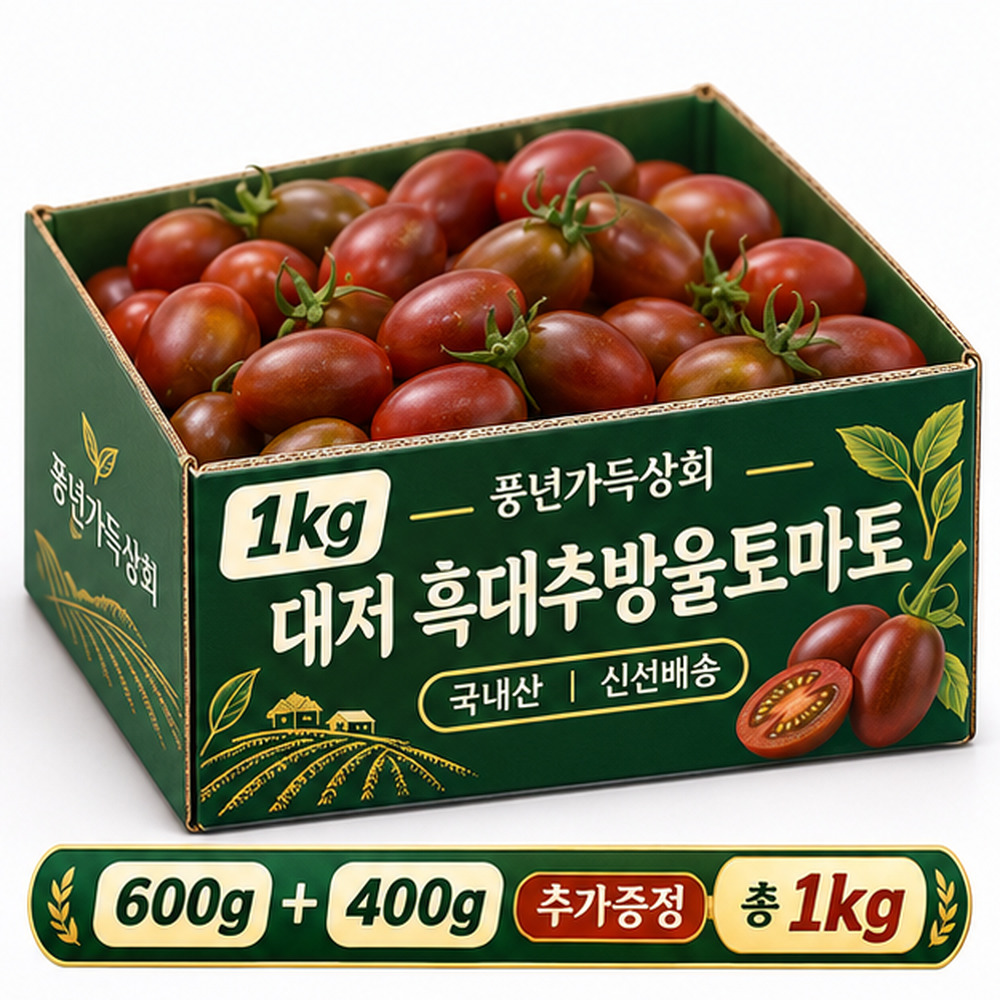 풍년가득상회
1kg
풍년가득상회
대저 흑대추방울토마토
국내산 | 신선배송
600g + 400g 추가증정 총 1kg